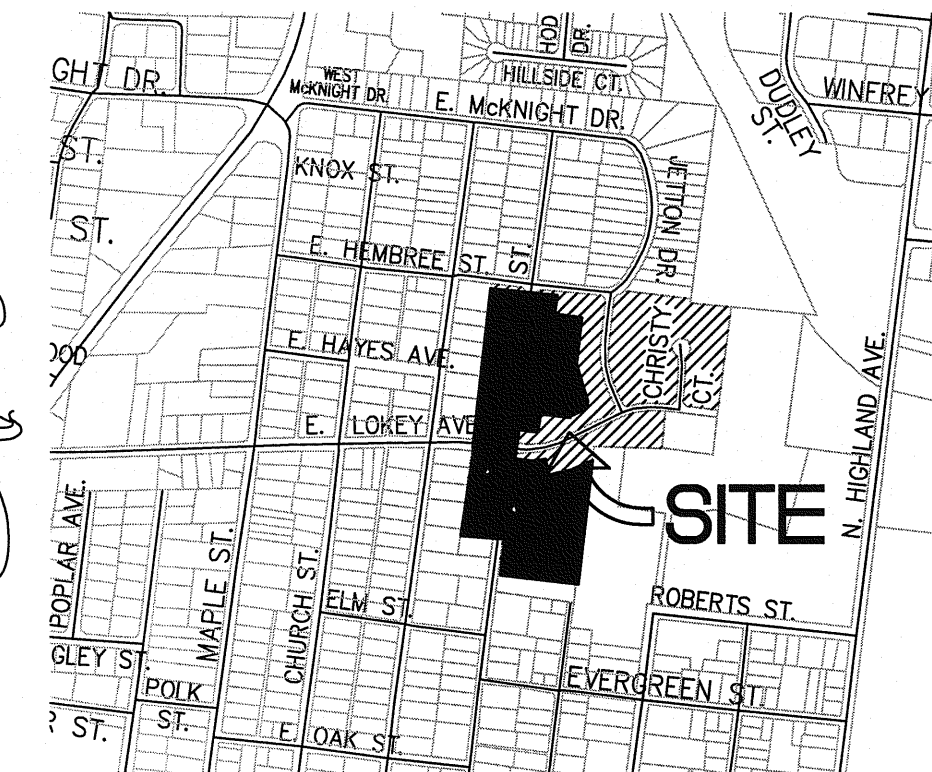 HOD
DR.
HILLSIDE CT.
GHT DR.
WEST
McKNIGHT DR.
E. McKNIGHT DR.
DUDLEY
ST.
WINFREY
ST.
KNOX ST.
JETTON DR.
ST.
E. HEMBREE ST.
ST.
E. HAYES AVE.
OOD
CHRISTY
CT.
N. HIGHLAND AVE.
E. LOKEY AVE
SITE
POPLAR AVE.
MAPLE ST.
CHURCH ST.
ELM ST.
ROBERTS ST.
GLEY ST.
POLK
ST.
EVERGREEN ST.
R ST.
E. OAK ST.